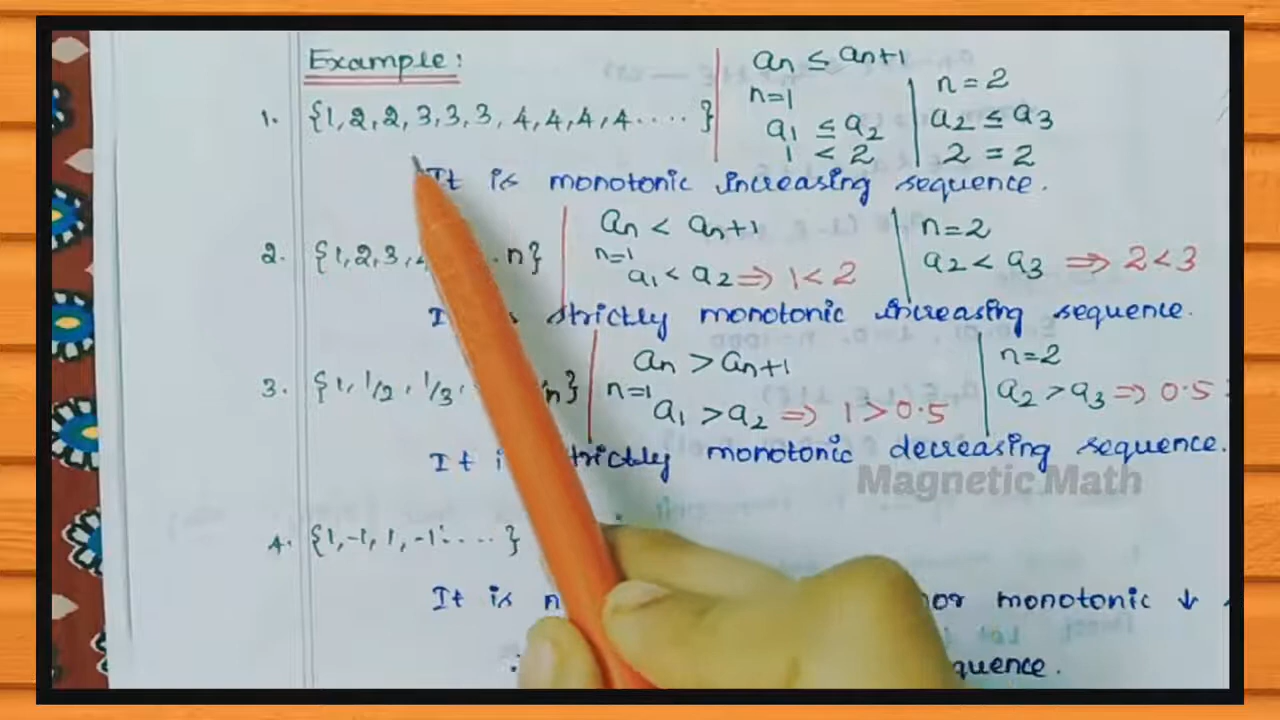 Example:
1. {1, 2, 2, 3, 3, 3, 4, 4, 4, 4 . . . . }
an ≤ an+1
n=1
a1 ≤ a2
1 < 2
n=2
a2 ≤ a3
2 = 2
It is monotonic increasing sequence.
2. {1, 2, 3, . n}
an < an+1
n=1
a1 < a2 ⇒ 1 < 2
n=2
a2 < a3 ⇒ 2 < 3
strictly monotonic increasing sequence.
3. {1, 1/2, 1/3, n}
an > an+1
n=1
a1 > a2 ⇒ 1 > 0.5
n=2
a2 > a3 ⇒ 0.5
It strictly monotonic decreasing sequence.
Magnetic Math
4. {1, -1, 1, -1 . . . . }
It is nor monotonic ↓
sequence.